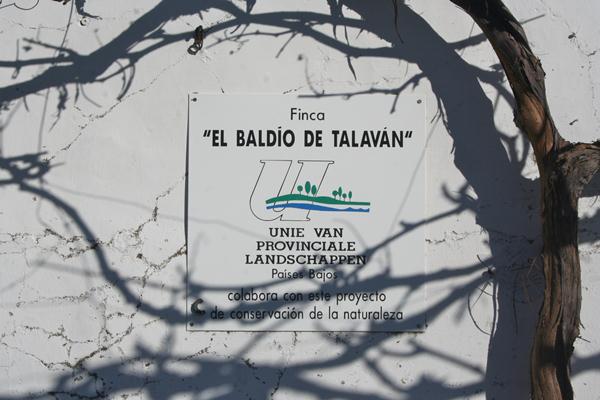 Finca
"EL BALDÍO DE TALAVÁN"
UNIE VAN
PROVINCIALE
LANDSCHAPPEN
Países Bajos
colabora con este proyecto
de conservación de la naturaleza